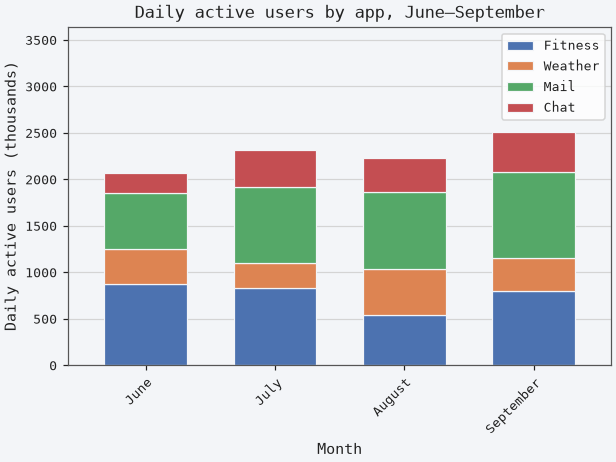 Daily active users by app, June–September
Daily active users (thousands)
3500
3000
2500
2000
1500
1000
500
0
Fitness
Weather
Mail
Chat
June
July
August
September
Month